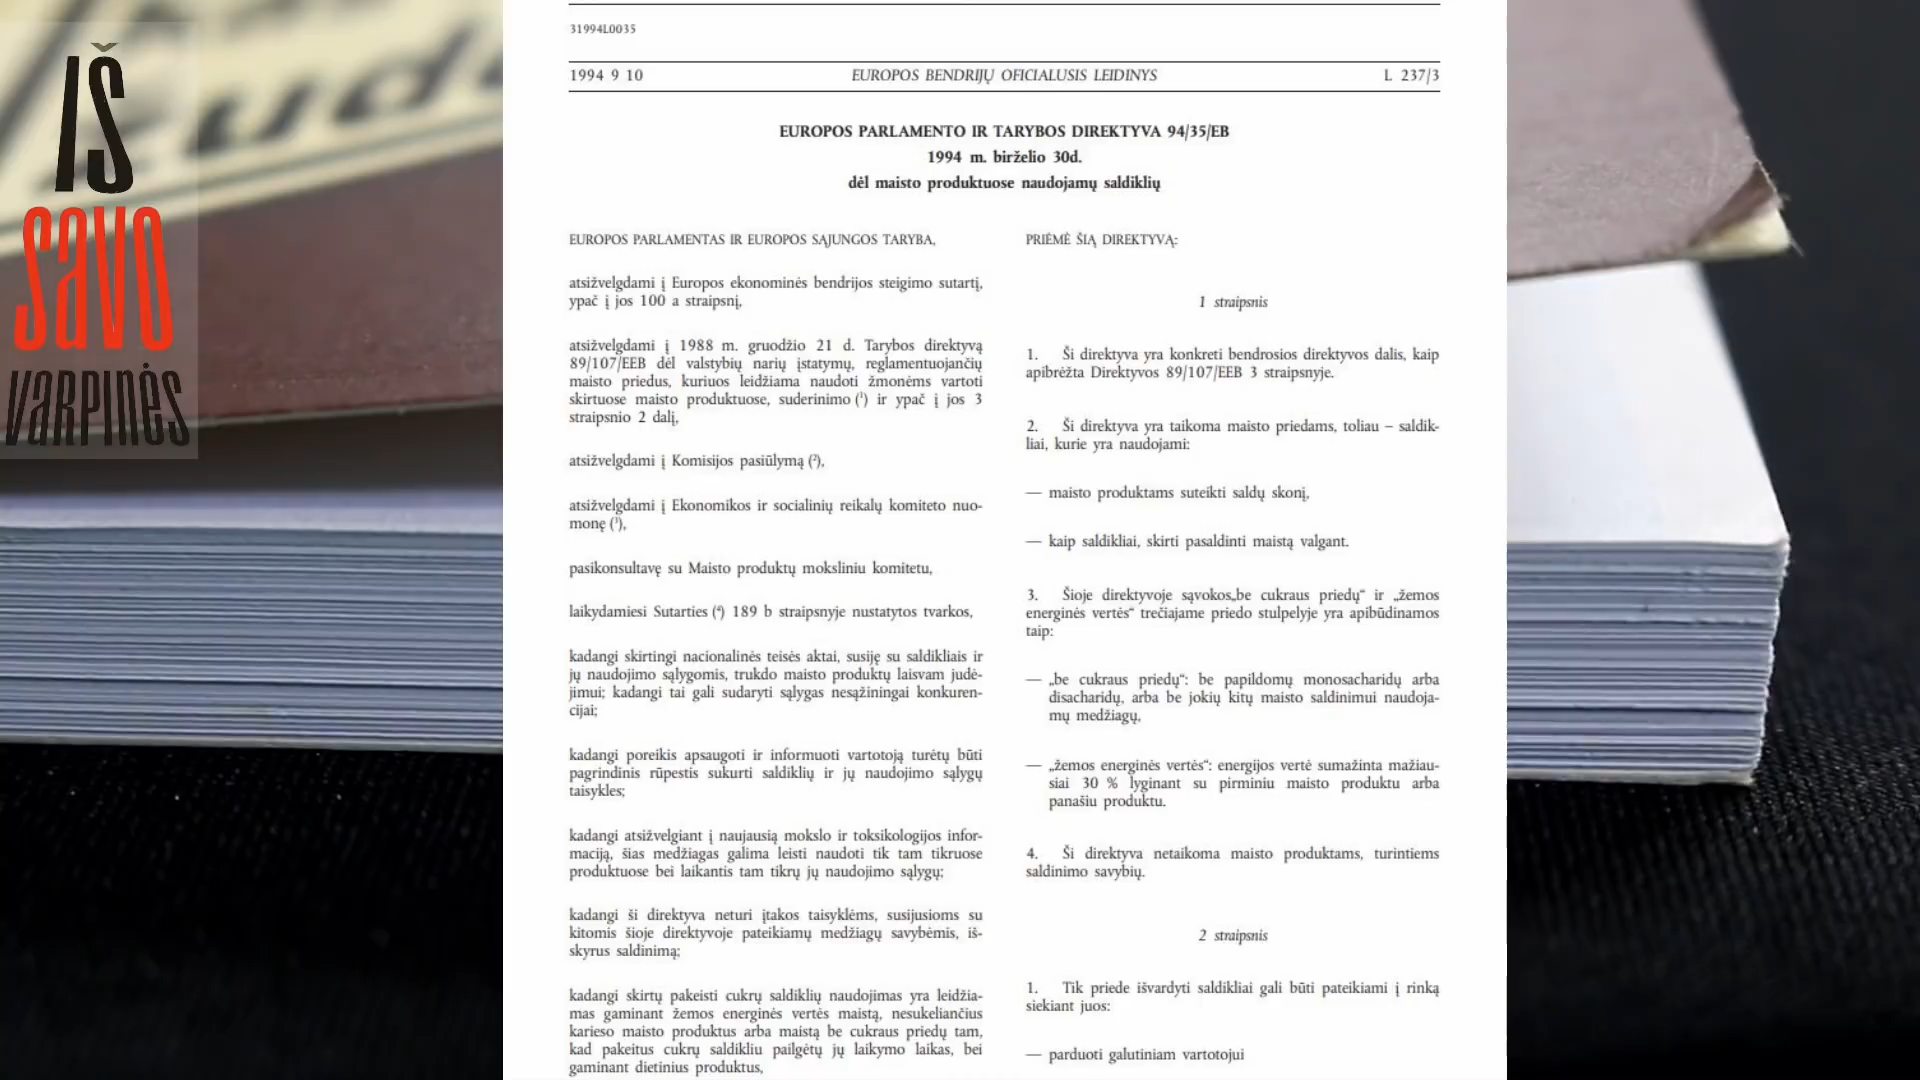 IŠ
SAVO
VARPINĖS
31994L0035
1994 9 10 EUROPOS BENDRIJŲ OFICIALUSIS LEIDINYS L 237/3
EUROPOS PARLAMENTO IR TARYBOS DIREKTYVA 94/35/EB
1994 m. birželio 30d.
dėl maisto produktuose naudojamų saldiklių
EUROPOS PARLAMENTAS IR EUROPOS SĄJUNGOS TARYBA,
atsižvelgdami į Europos ekonominės bendrijos steigimo sutartį,
ypač į jos 100 a straipsnį,
atsižvelgdami į 1988 m. gruodžio 21 d. Tarybos direktyvą
89/107/EEB dėl valstybių narių įstatymų, reglamentuojančių
maisto priedus, kuriuos leidžiama naudoti žmonėms vartoti
skirtuose maisto produktuose, suderinimo (¹) ir ypač į jos 3
straipsnio 2 dalį,
atsižvelgdami į Komisijos pasiūlymą (²),
atsižvelgdami į Ekonomikos ir socialinių reikalų komiteto nuo-
monę (³),
pasikonsultavę su Maisto produktų moksliniu komitetu,
laikydamiesi Sutarties (⁴) 189 b straipsnyje nustatytos tvarkos,
kadangi skirtingi nacionalinės teisės aktai, susiję su saldikliais ir
jų naudojimo sąlygomis, trukdo maisto produktų laisvam judė-
jimui; kadangi tai gali sudaryti sąlygas nesąžiningai konkuren-
cijai;
kadangi poreikis apsaugoti ir informuoti vartotoją turėtų būti
pagrindinis rūpestis sukurti saldiklių ir jų naudojimo sąlygų
taisykles;
kadangi atsižvelgiant į naujausią mokslo ir toksikologijos infor-
maciją, šias medžiagas galima leisti naudoti tik tam tikruose
produktuose bei laikantis tam tikrų jų naudojimo sąlygų;
kadangi ši direktyva neturi įtakos taisyklėms, susijusioms su
kitomis šioje direktyvoje pateikiamų medžiagų savybėmis, iš-
skyrus saldinimą;
kadangi skirtų pakeisti cukrų saldiklių naudojimas yra leidžia-
mas gaminant žemos energinės vertės maistą, nesukeliančius
karieso maisto produktus arba maistą be cukraus priedų tam,
kad pakeitus cukrų saldikliu pailgėtų jų laikymo laikas, bei
gaminant dietinius produktus,
PRIĖMĖ ŠIĄ DIREKTYVĄ:
1 straipsnis
1. Ši direktyva yra konkreti bendrosios direktyvos dalis, kaip
apibrėžta Direktyvos 89/107/EEB 3 straipsnyje.
2. Ši direktyva yra taikoma maisto priedams, toliau – saldik-
liai, kurie yra naudojami:
— maisto produktams suteikti saldų skonį,
— kaip saldikliai, skirti pasaldinti maistą valgant.
3. Šioje direktyvoje sąvokos„be cukraus priedų“ ir „žemos
energinės vertės“ trečiajame priedo stulpelyje yra apibūdinamos
taip:
— „be cukraus priedų“: be papildomų monosacharidų arba
disacharidų, arba be jokių kitų maisto saldinimui naudoja-
mų medžiagų,
— „žemos energinės vertės“: energijos vertė sumažinta mažiau-
siai 30 % lyginant su pirminiu maisto produktu arba
panašiu produktu.
4. Ši direktyva netaikoma maisto produktams, turintiems
saldinimo savybių.
2 straipsnis
1. Tik priede išvardyti saldikliai gali būti pateikiami į rinką
siekiant juos:
— parduoti galutiniam vartotojui